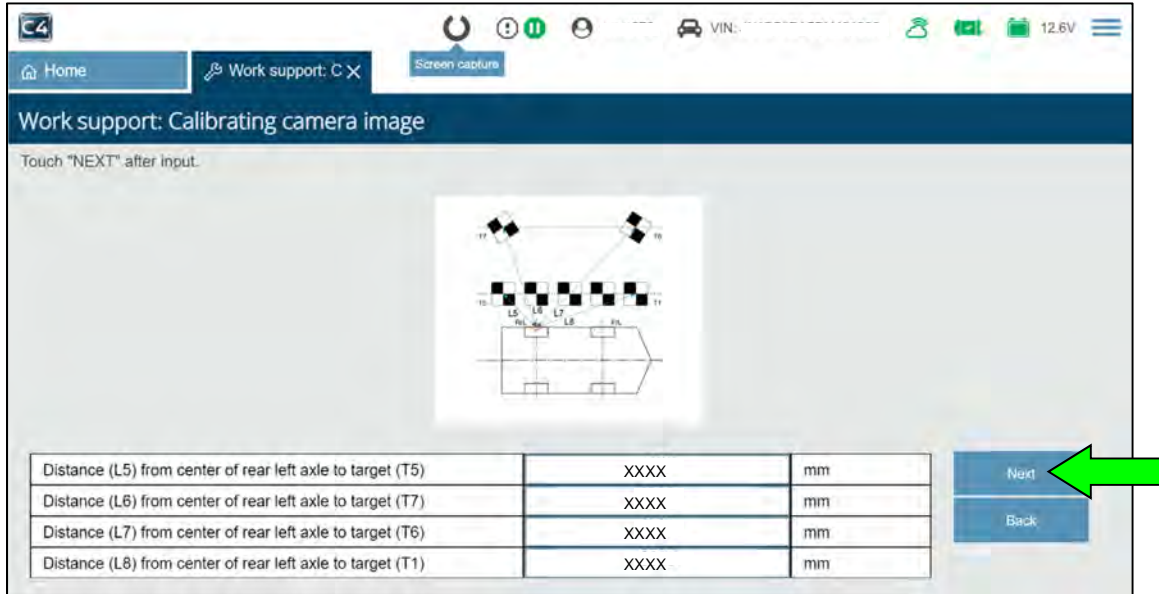 C4
VIN:
12.6V
Home
Work support: C X
Screen capture
Work support: Calibrating camera image
Touch "NEXT" after input.
T7
T6
T5
T1
L5 L6 L7 L8
R/L
Distance (L5) from center of rear left axle to target (T5) XXXX mm
Distance (L6) from center of rear left axle to target (T7) XXXX mm
Distance (L7) from center of rear left axle to target (T6) XXXX mm
Distance (L8) from center of rear left axle to target (T1) XXXX mm
Next
Back